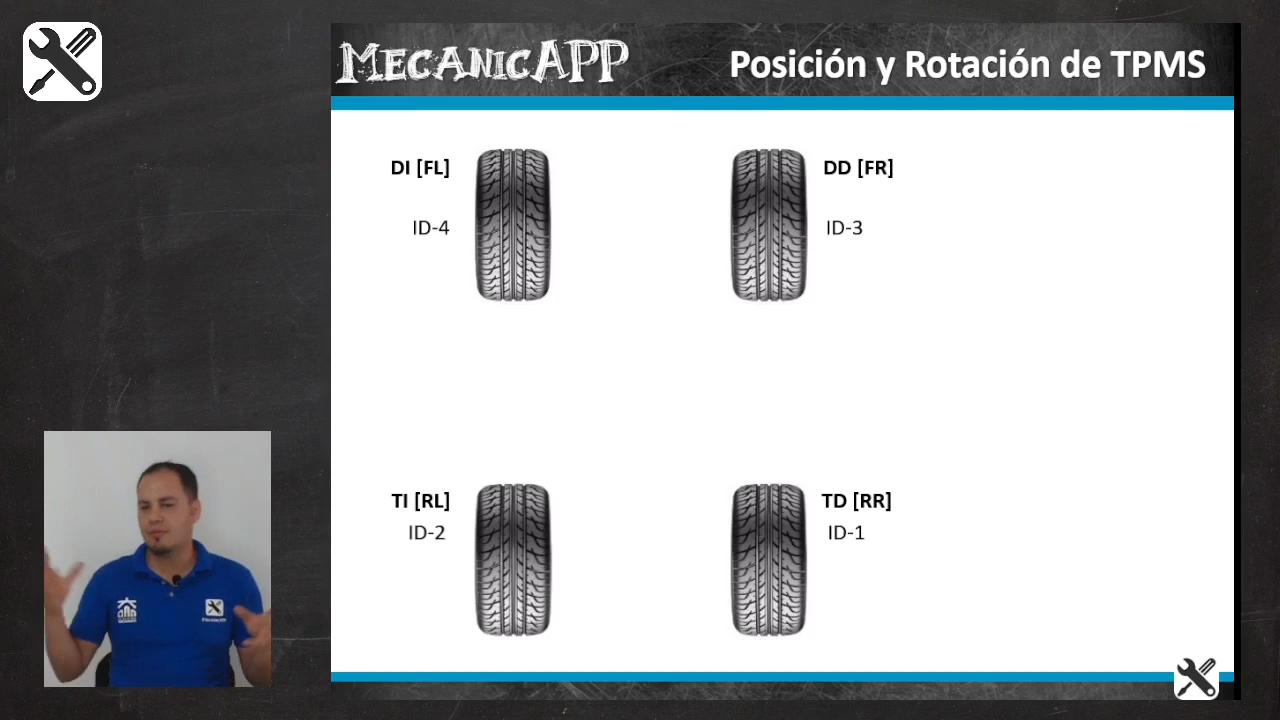 MECANICAPP
Posición y Rotación de TPMS
DI [FL]
DD [FR]
ID-4
ID-3
TI [RL]
TD [RR]
ID-2
ID-1